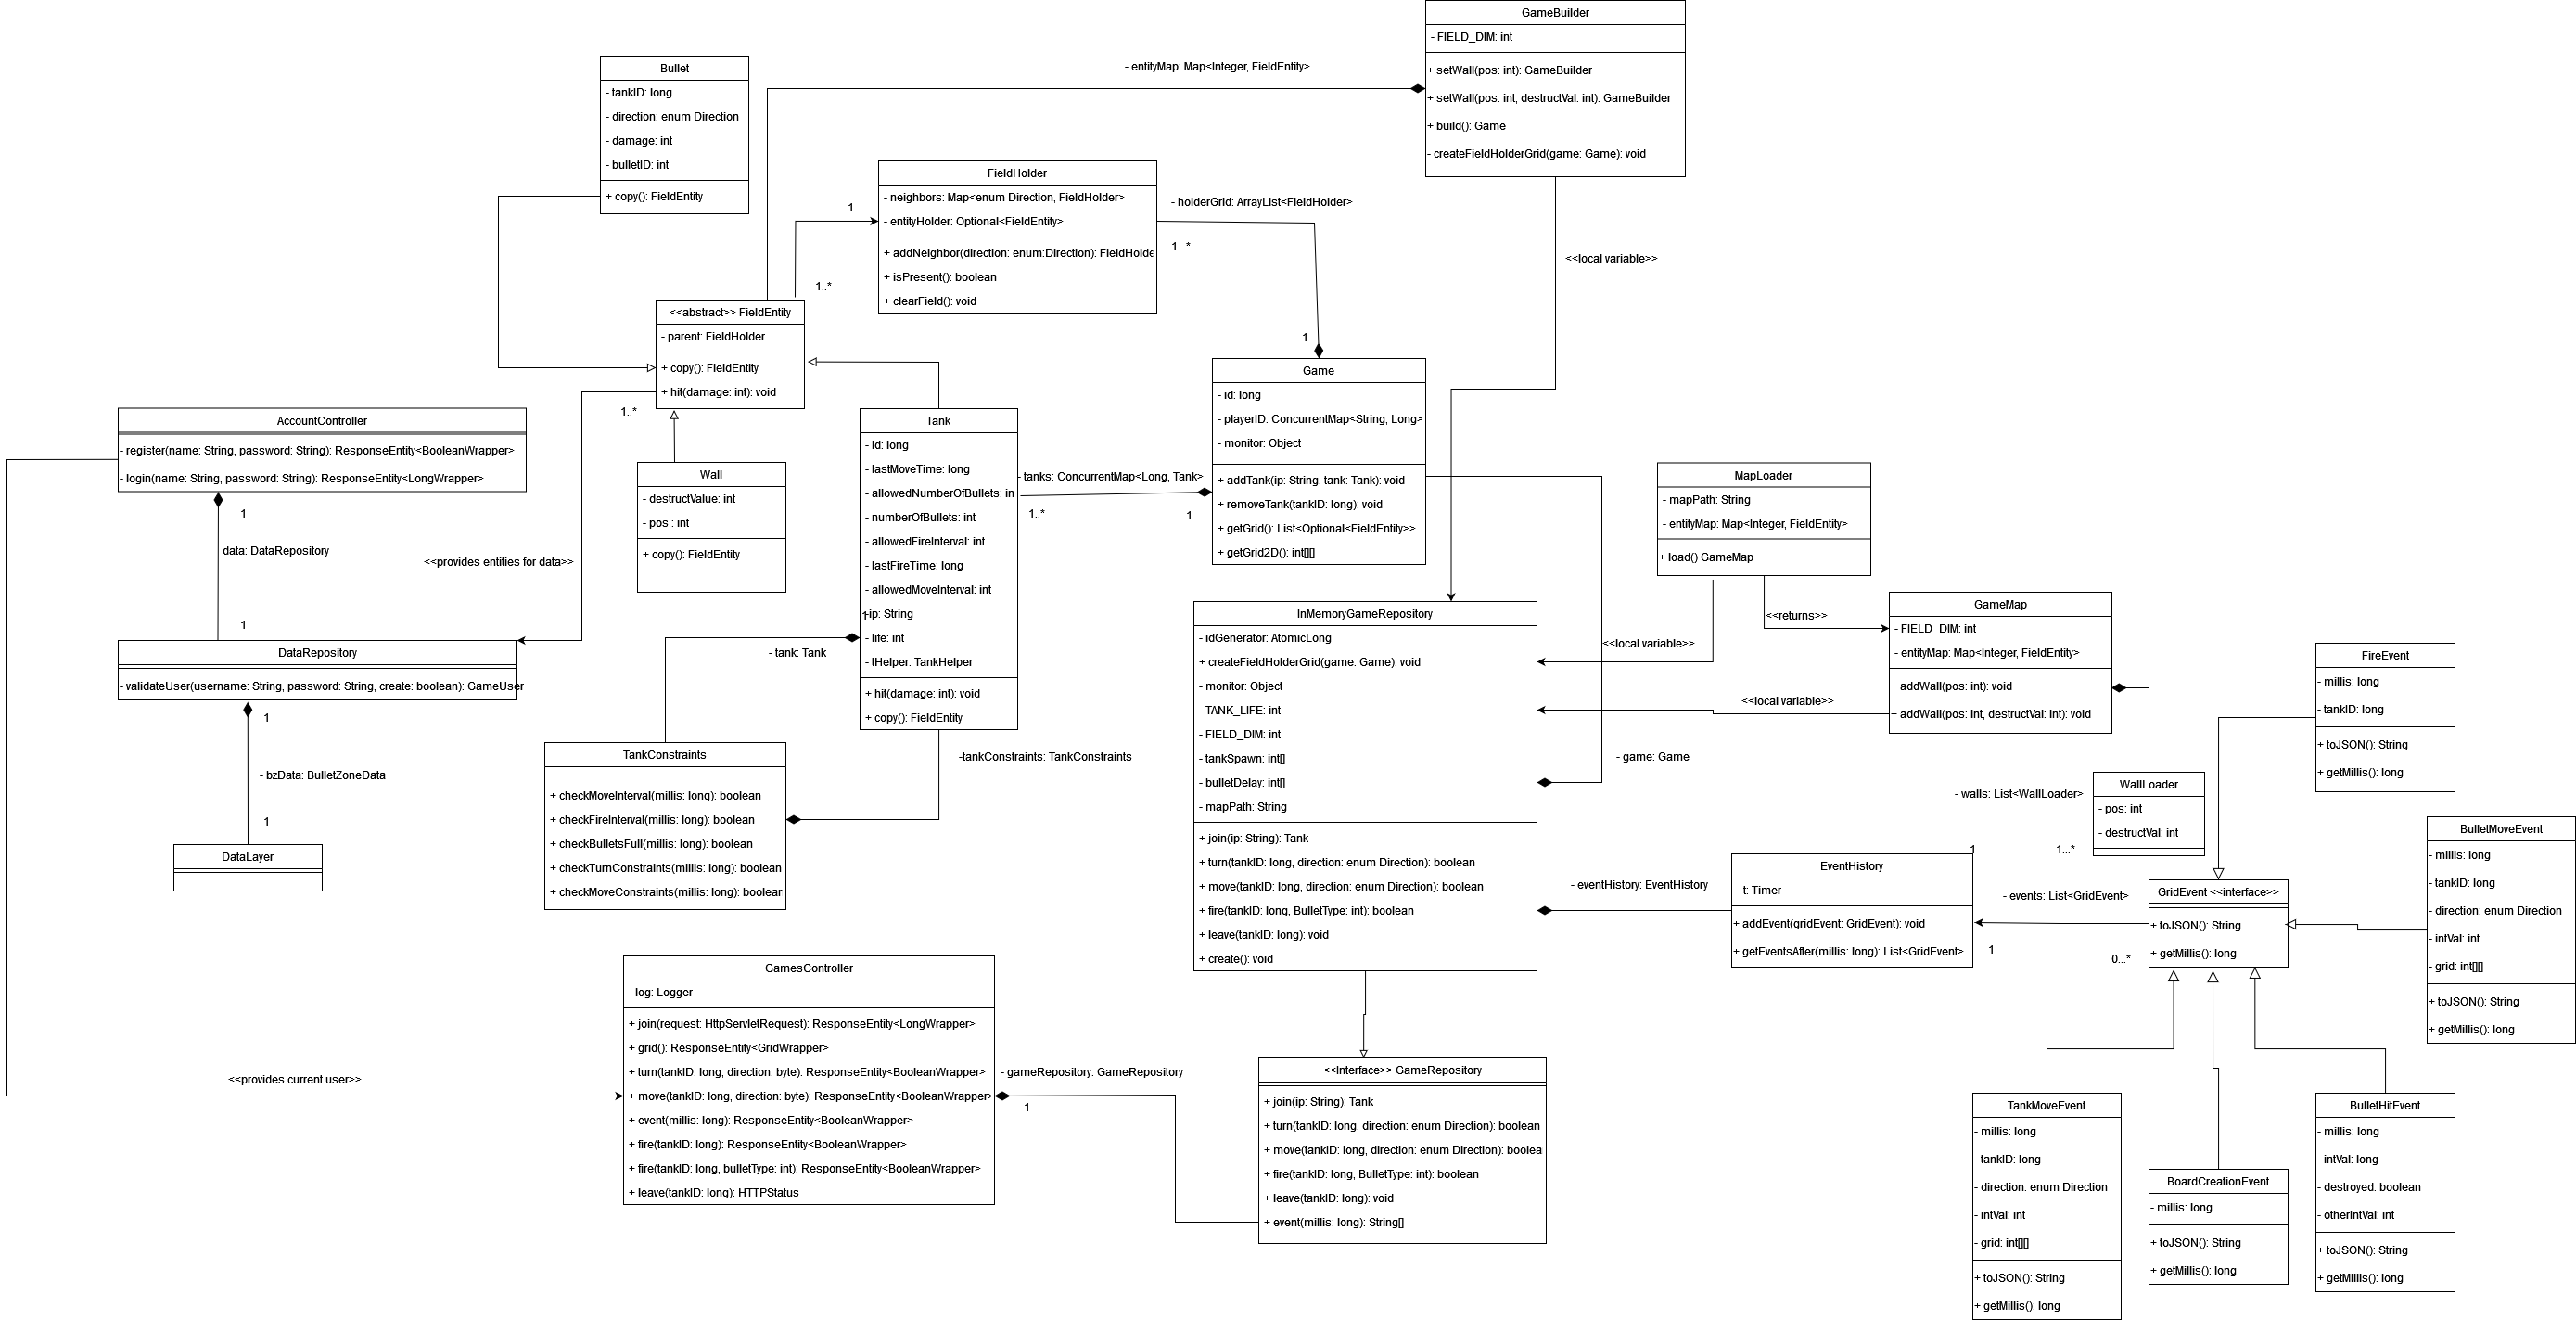 GameBuilder
- FIELD_DIM: int
+ setWall(pos: int): GameBuilder
+ setWall(pos: int, destructVal: int): GameBuilder
+ build(): Game
- createFieldHolderGrid(game: Game): void
- entityMap: Map<Integer, FieldEntity>
Bullet
- tankID: long
- direction: enum Direction
- damage: int
- bulletID: int
+ copy(): FieldEntity
FieldHolder
- neighbors: Map<enum Direction, FieldHolder>
- entityHolder: Optional<FieldEntity>
+ addNeighbor(direction: enum:Direction): FieldHolde
+ isPresent(): boolean
+ clearField(): void
1
1..*
- holderGrid: ArrayList<FieldHolder>
1...*
1
<<local variable>>
<<abstract>> FieldEntity
- parent: FieldHolder
+ copy(): FieldEntity
+ hit(damage: int): void
1..*
Game
- id: long
- playerID: ConcurrentMap<String, Long>
- monitor: Object
+ addTank(ip: String, tank: Tank): void
+ removeTank(tankID: long): void
+ getGrid(): List<Optional<FieldEntity>>
+ getGrid2D(): int[][]
AccountController
- register(name: String, password: String): ResponseEntity<BooleanWrapper>
- login(name: String, password: String): ResponseEntity<LongWrapper>
1
data: DataRepository
1
<<provides entities for data>>
Wall
- destructValue: int
- pos : int
+ copy(): FieldEntity
Tank
- id: long
- lastMoveTime: long
- allowedNumberOfBullets: in
- numberOfBullets: int
- allowedFireInterval: int
- lastFireTime: long
- allowedMoveInterval: int
1
-ip: String
- life: int
- tHelper: TankHelper
+ hit(damage: int): void
+ copy(): FieldEntity
- tanks: ConcurrentMap<Long, Tank>
1..*
1
MapLoader
- mapPath: String
- entityMap: Map<Integer, FieldEntity>
+ load() GameMap
<<returns>>
<<local variable>>
GameMap
- FIELD_DIM: int
- entityMap: Map<Integer, FieldEntity>
+ addWall(pos: int): void
+ addWall(pos: int, destructVal: int): void
<<local variable>>
InMemoryGameRepository
- idGenerator: AtomicLong
+ createFieldHolderGrid(game: Game): void
- monitor: Object
- TANK_LIFE: int
- FIELD_DIM: int
- tankSpawn: int[]
- bulletDelay: int[]
- mapPath: String
+ join(ip: String): Tank
+ turn(tankID: long, direction: enum Direction): boolean
+ move(tankID: long, direction: enum Direction): boolean
+ fire(tankID: long, BulletType: int): boolean
+ leave(tankID: long): void
+ create(): void
- game: Game
DataRepository
- validateUser(username: String, password: String, create: boolean): GameUser
1
- bzData: BulletZoneData
1
DataLayer
- tank: Tank
TankConstraints
+ checkMoveInterval(millis: long): boolean
+ checkFireInterval(millis: long): boolean
+ checkBulletsFull(millis: long): boolean
+ checkTurnConstraints(millis: long): boolean
+ checkMoveConstraints(millis: long): boolear
-tankConstraints: TankConstraints
WallLoader
- pos: int
- destructVal: int
- walls: List<WallLoader>
1
1...*
FireEvent
- millis: long
- tankID: long
+ toJSON(): String
+ getMillis(): long
BulletMoveEvent
- millis: long
- tankID: long
- direction: enum Direction
- intVal: int
- grid: int[][]
+ toJSON(): String
+ getMillis(): long
- eventHistory: EventHistory
EventHistory
- t: Timer
+ addEvent(gridEvent: GridEvent): void
+ getEventsAfter(millis: long): List<GridEvent>
- events: List<GridEvent>
1
0...*
GridEvent <<interface>>
+ toJSON(): String
+ getMillis(): long
GamesController
- log: Logger
+ join(request: HttpServletRequest): ResponseEntity<LongWrapper>
+ grid(): ResponseEntity<GridWrapper>
+ turn(tankID: long, direction: byte): ResponseEntity<BooleanWrapper>
+ move(tankID: long, direction: byte): ResponseEntity<BooleanWrapper>
+ event(millis: long): ResponseEntity<BooleanWrapper>
+ fire(tankID: long): ResponseEntity<BooleanWrapper>
+ fire(tankID: long, bulletType: int): ResponseEntity<BooleanWrapper>
+ leave(tankID: long): HTTPStatus
<<provides current user>>
- gameRepository: GameRepository
1
<<Interface>> GameRepository
+ join(ip: String): Tank
+ turn(tankID: long, direction: enum Direction): boolean
+ move(tankID: long, direction: enum Direction): boolea
+ fire(tankID: long, BulletType: int): boolean
+ leave(tankID: long): void
+ event(millis: long): String[]
TankMoveEvent
- millis: long
- tankID: long
- direction: enum Direction
- intVal: int
- grid: int[][]
+ toJSON(): String
+ getMillis(): long
BoardCreationEvent
- millis: long
+ toJSON(): String
+ getMillis(): long
BulletHitEvent
- millis: long
- intVal: long
- destroyed: boolean
- otherIntVal: int
+ toJSON(): String
+ getMillis(): long